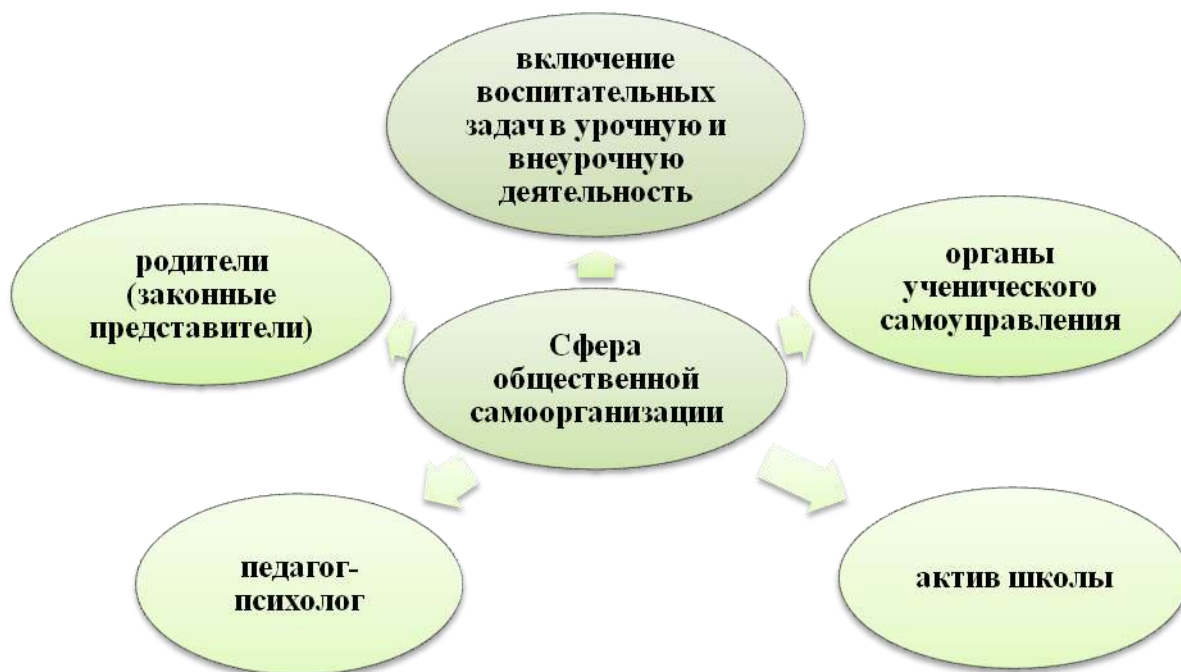 включение
воспитательных
задач в урочную и
внеурочную
деятельность
родители
(законные
представители)
органы
ученического
самоуправления
Сфера
общественной
самоорганизации
педагог-
психолог
актив школы